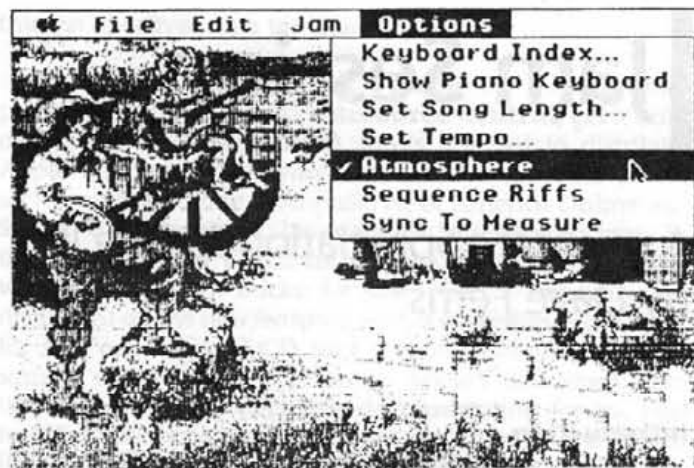 File Edit Jam Options
Keyboard Index...
Show Piano Keyboard
Set Song Length...
Set Tempo...
✓ Atmosphere
Sequence Riffs
Sync To Measure